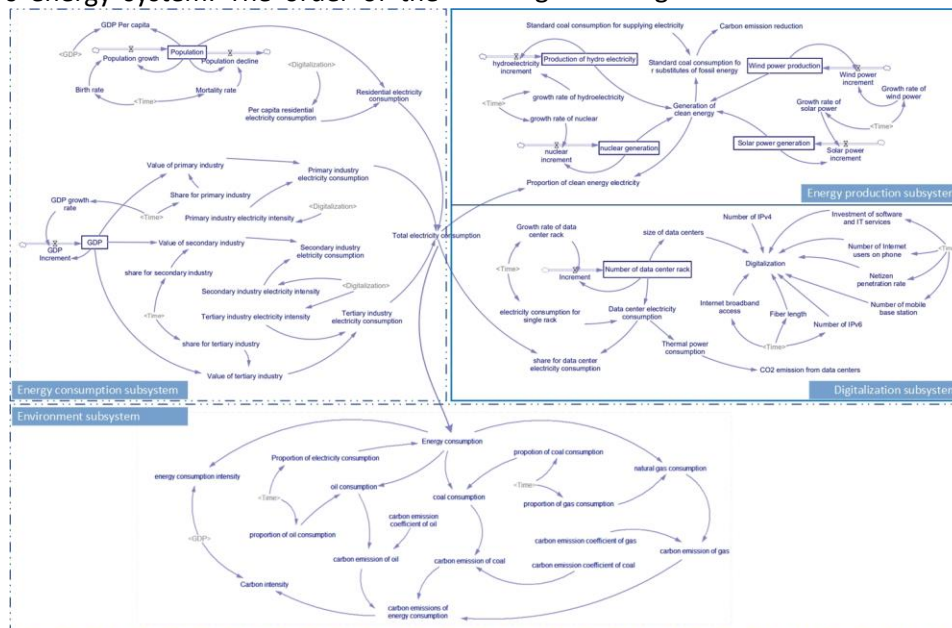 GDP Per capita
<GDP>
Population
Population growth
Population decline
<Digitalization>
Birth rate
Mortality rate
<Time>
Residential electricity
consumption
Per capita residential
electricity consumption
Value of primary industry
Primary industry
electricity consumption
GDP growth
rate
Share for primary industry
<Time>
Primary industry electricity intensity
<Digitalization>
GDP
GDP
Increment
Value of secondary industry
Secondary industry
eletricity consumption
Total electricity consumption
share for secondary industry
Secondary industry electricity intensity
<Digitalization>
<Time>
Tertiary industry electricity intensity
Tertiary industry
electricity consumption
share for tertiary industry
Value of tertiary industry
Energy consumption subsystem
Standard coal consumption for supplying electricity
Carbon emission reduction
hydroelectricity
increment
Production of hydro electricity
Standard coal consumption fo
r substitutes of fossil energy
Wind power production
Wind power
increment
<Time>
growth rate of hydroelectricity
growth rate of nuclear
Generation of
clean energy
Growth rate of
solar power
Growth rate of
wind power
<Time>
nuclear
increment
nuclear generation
Solar power generation
Solar power
increment
Proportion of clean energy electricity
Energy production subsystem
Growth rate of data
center rack
size of data centers
Number of IPv4
Investment of software
and IT services
<Time>
Increment
Number of data center rack
Digitalization
Number of Internet
users on phone
Netizen
penetration rate
electricity consumption for
single rack
Data center electricity
consumption
Internet broadband
access
Fiber length
Number of IPv6
Number of mobile
base station
<Time>
Thermal power
consumption
share for data center
electricity consumption
CO2 emission from data centers
Digitalization subsystem
Environment subsystem
Energy consumption
Proportion of electricity consumption
propotion of coal consumption
energy consumption intensity
natural gas consumption
<Time>
oil consumption
coal consumption
<Time>
proportion of gas consumption
proportion of oil consumption
carbon emission
coefficient of oil
<GDP>
carbon emission coefficient of gas
carbon emission of oil
carbon emission of coal
carbon emission coefficient of coal
carbon emission of gas
Carbon intensity
carbon emissions of
energy consumption